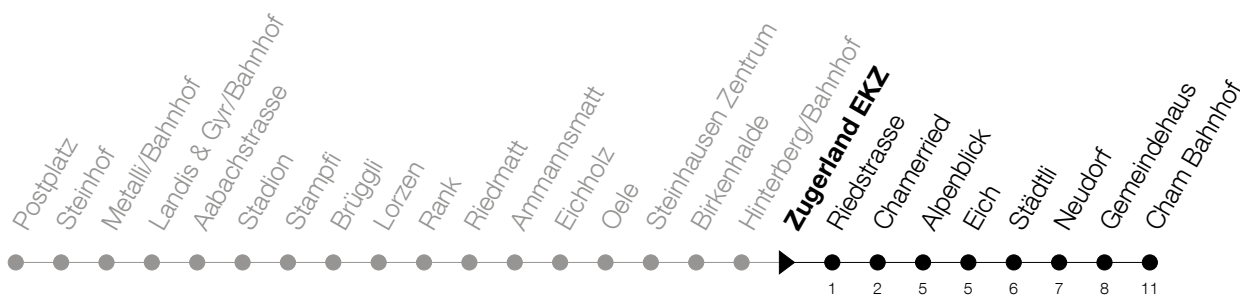 Postplatz
Steinhof
Metalli/Bahnhof
Landis & Gyr/Bahnhof
Aabachstrasse
Stadion
Stampfi
Brüggli
Lorzen
Rank
Riedmatt
Ammannsmatt
Eichholz
Oele
Steinhausen Zentrum
Birkenhalde
Hinterberg/Bahnhof
Zugerland EKZ
Riedstrasse
Chamerried
Alpenblick
Eich
Städtli
Neudorf
Gemeindehaus
Cham Bahnhof
1 2 5 5 6 7 8 11